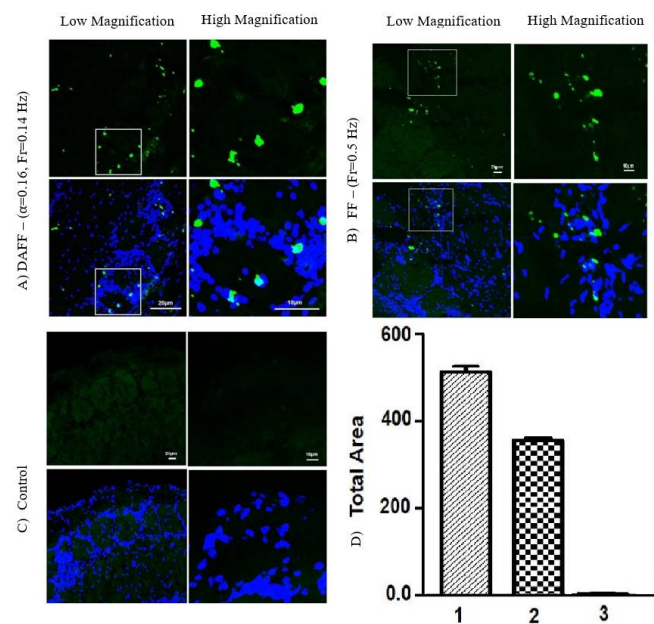 Low Magnification High Magnification
Low Magnification High Magnification
A) DAFF – (α=0.16, Fr=0.14 Hz)
20µm
10µm
B) FF – (Fr=0.5 Hz)
10µm
C) Control
10µm
D)
Total Area
600
400
200
0.0
1 2 3